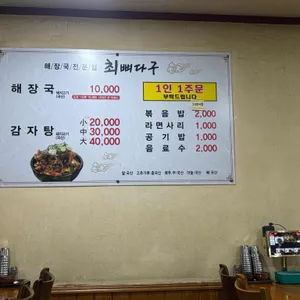 해장국전문점 최뼈다구
해장국 10,000
감자탕 小 20,000
中 30,000
大 40,000
1인 1주문
부탁드립니다
볶음밥 2,000
라면사리 1,000
공기밥 1,000
음료수 2,000